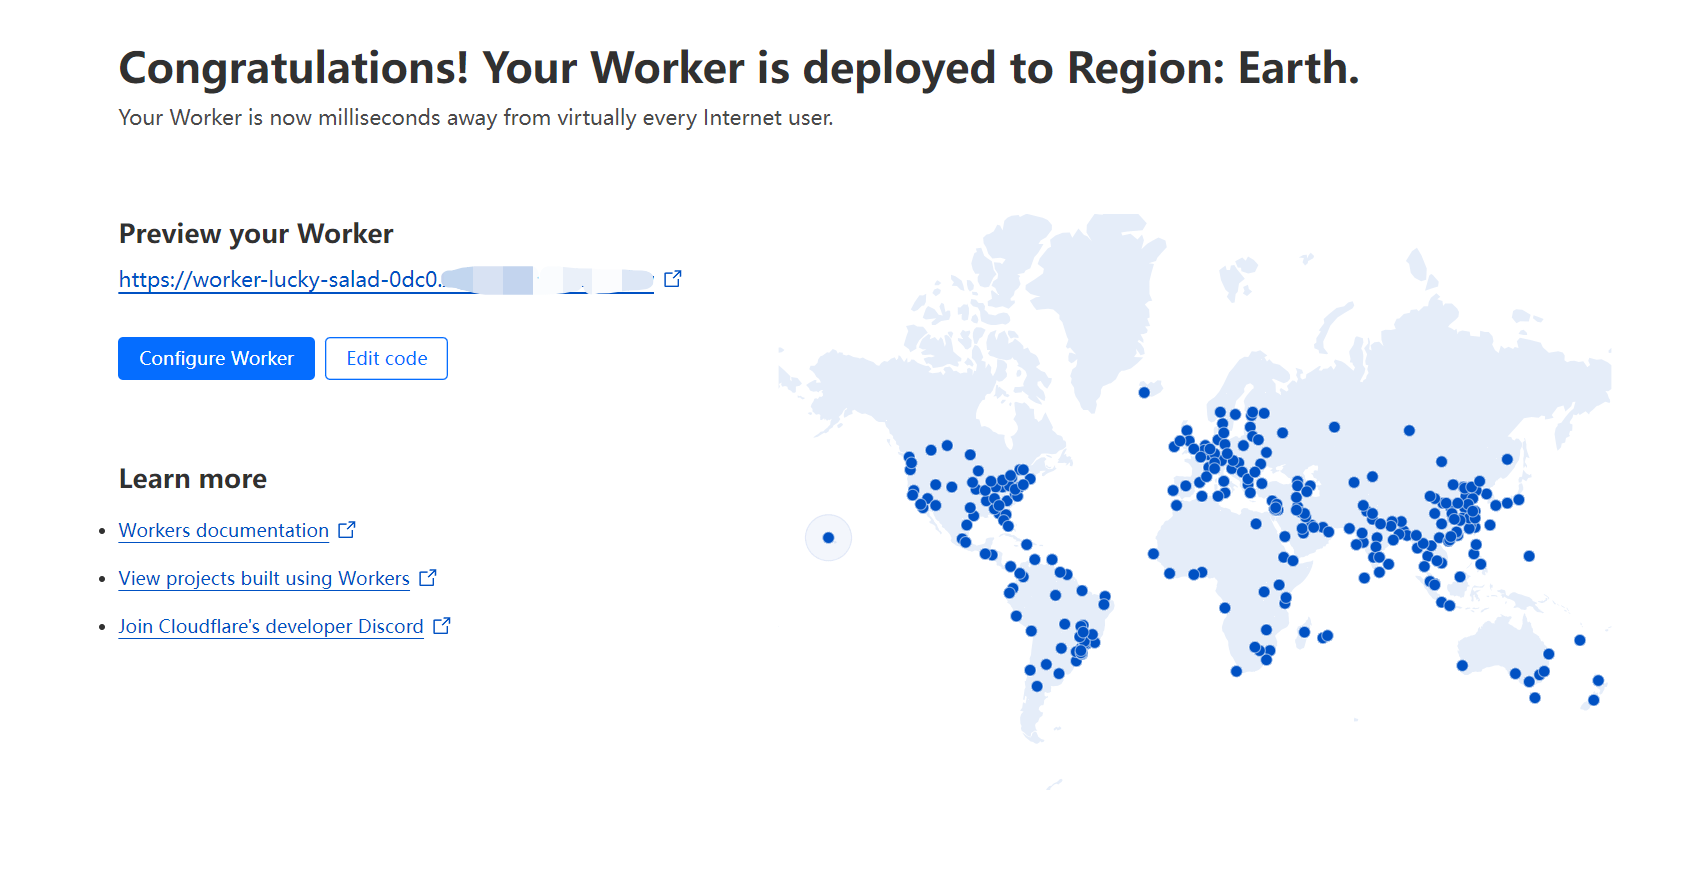 Congratulations! Your Worker is deployed to Region: Earth.
Your Worker is now milliseconds away from virtually every Internet user.
Preview your Worker
https://worker-lucky-salad-0dc0.
Configure Worker
Edit code
Learn more
Workers documentation
View projects built using Workers
Join Cloudflare's developer Discord